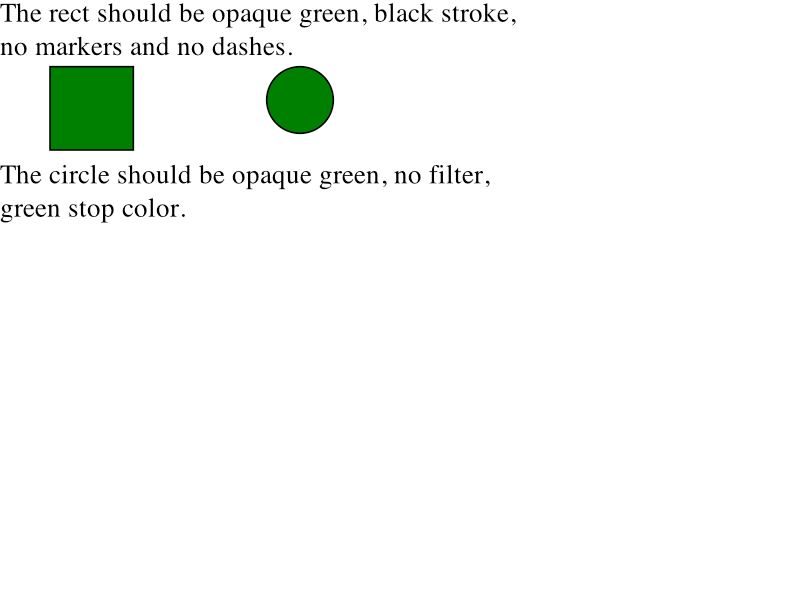 The rect should be opaque green, black stroke,
no markers and no dashes.
The circle should be opaque green, no filter,
green stop color.